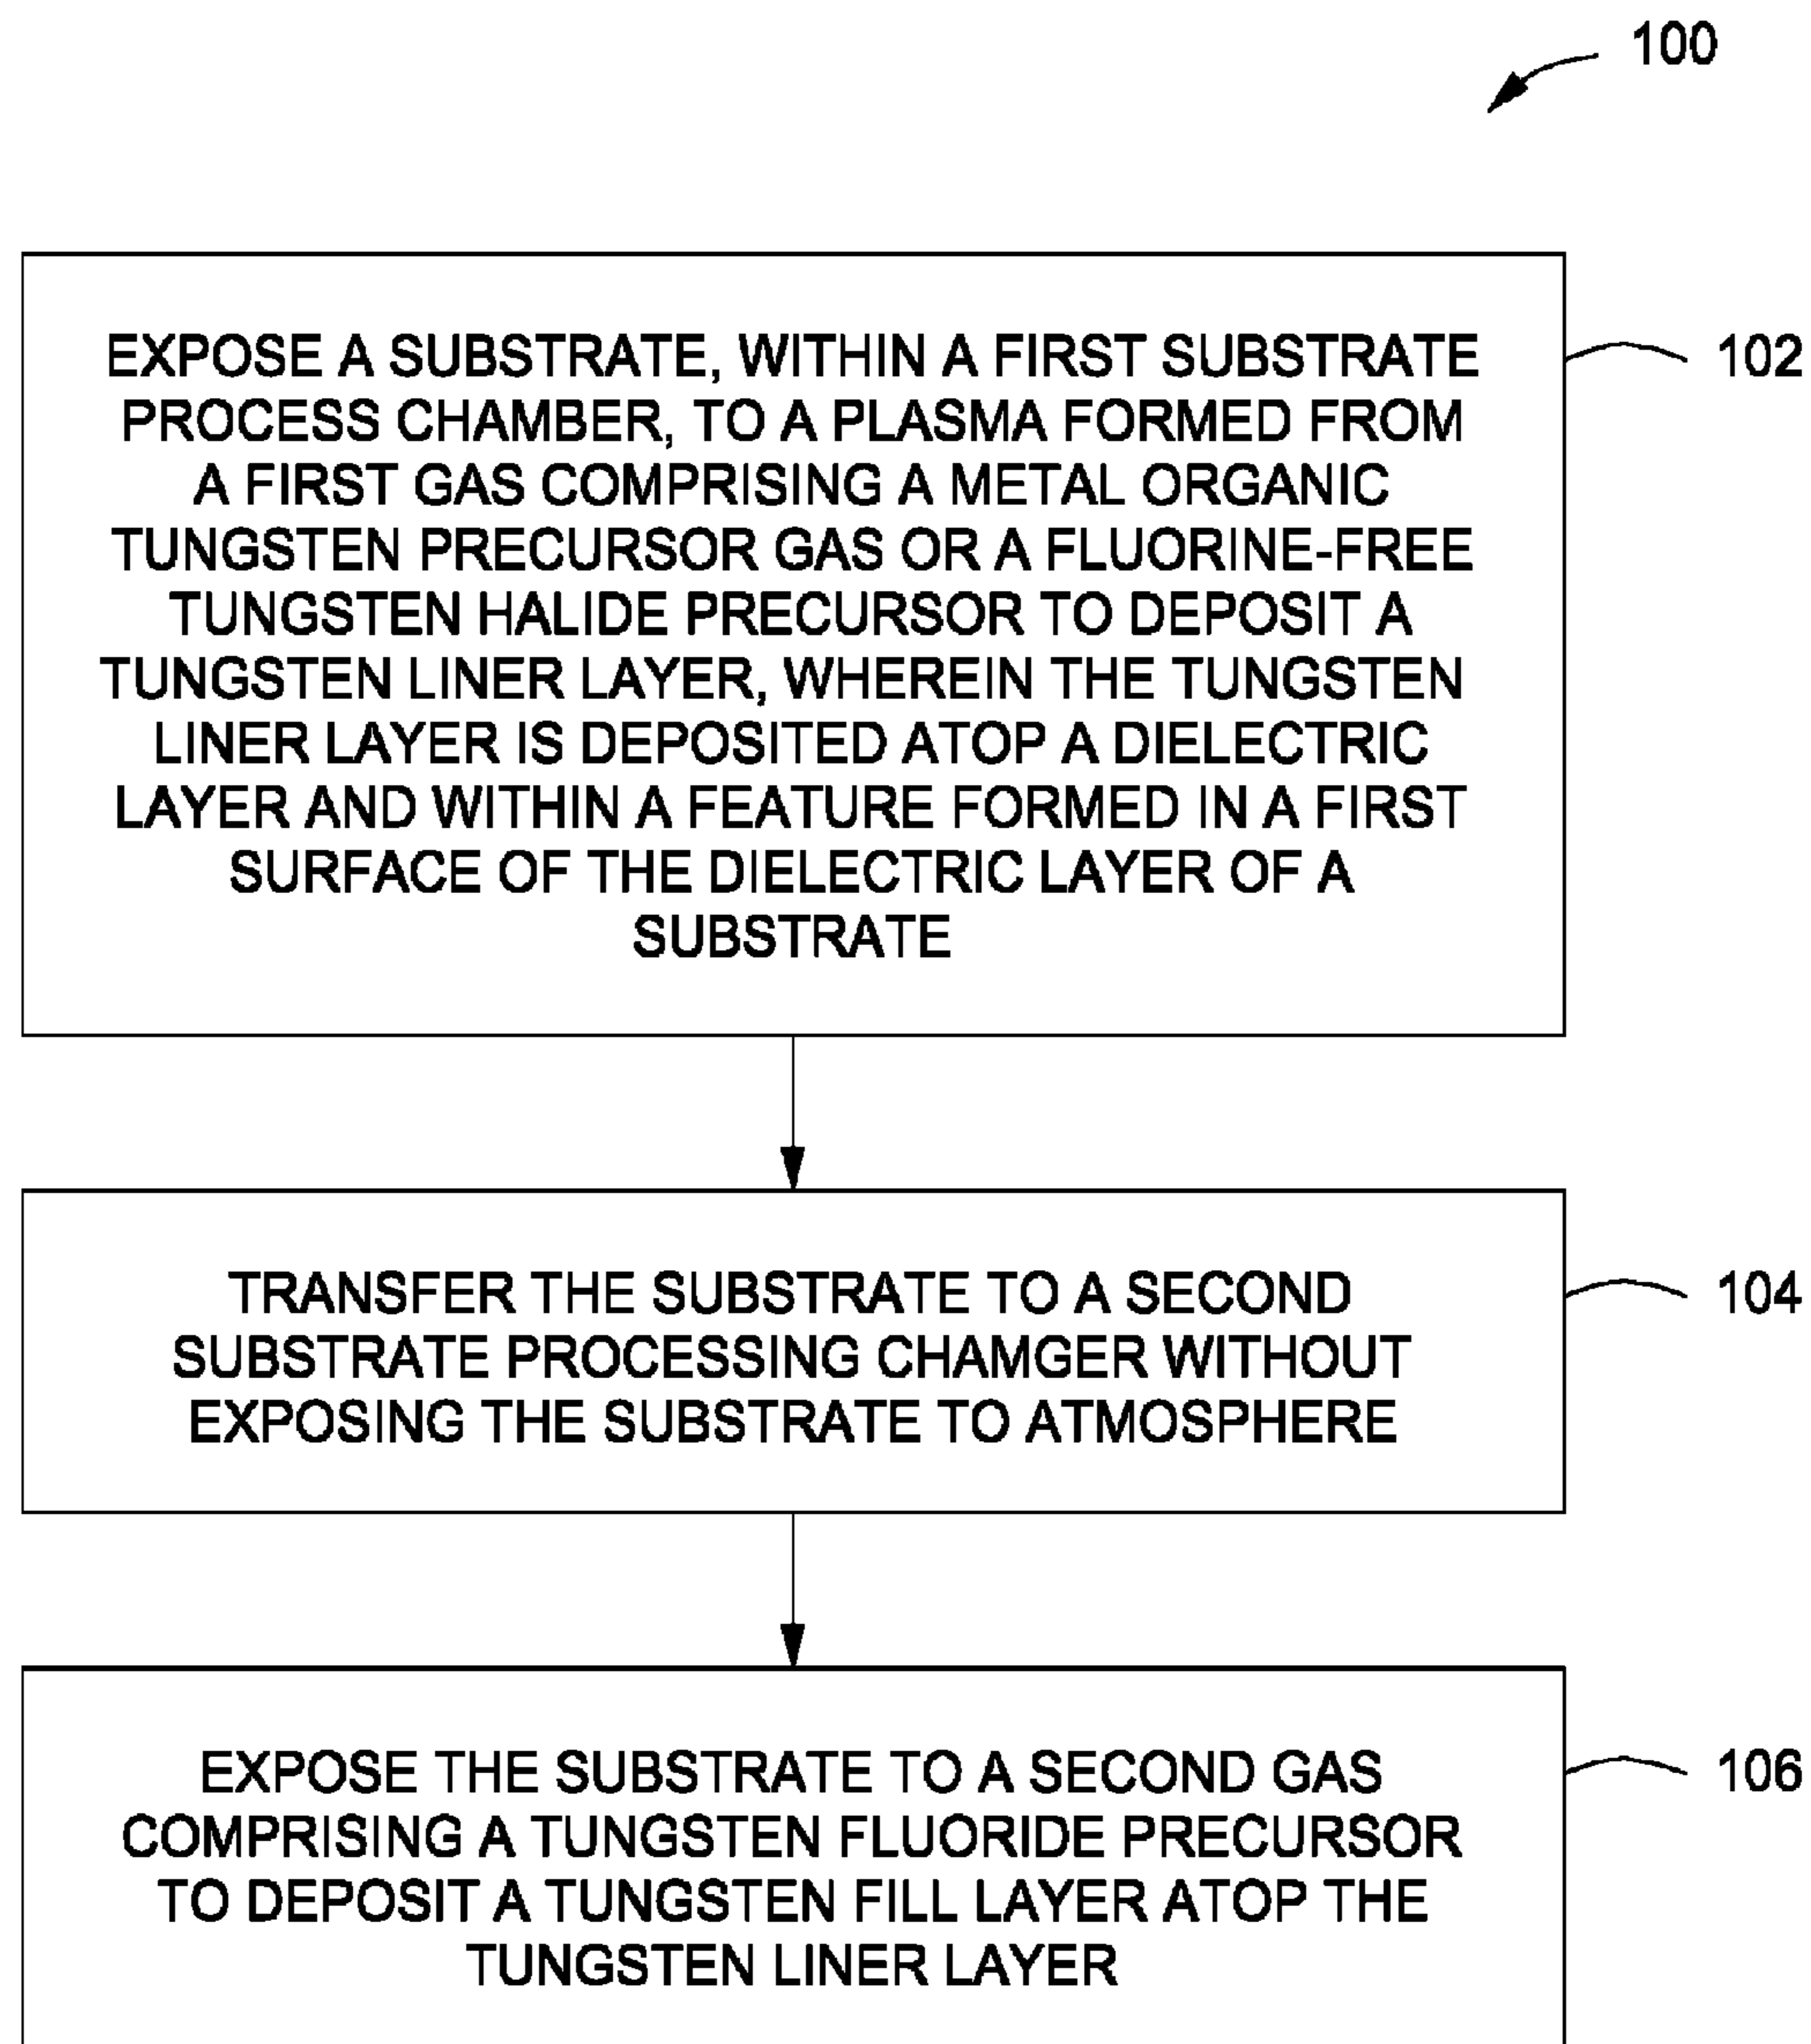 100
EXPOSE A SUBSTRATE, WITHIN A FIRST SUBSTRATE
PROCESS CHAMBER, TO A PLASMA FORMED FROM
A FIRST GAS COMPRISING A METAL ORGANIC
TUNGSTEN PRECURSOR GAS OR A FLUORINE-FREE
TUNGSTEN HALIDE PRECURSOR TO DEPOSIT A
TUNGSTEN LINER LAYER, WHEREIN THE TUNGSTEN
LINER LAYER IS DEPOSITED ATOP A DIELECTRIC
LAYER AND WITHIN A FEATURE FORMED IN A FIRST
SURFACE OF THE DIELECTRIC LAYER OF A
SUBSTRATE
102
TRANSFER THE SUBSTRATE TO A SECOND
SUBSTRATE PROCESSING CHAMGER WITHOUT
EXPOSING THE SUBSTRATE TO ATMOSPHERE
104
EXPOSE THE SUBSTRATE TO A SECOND GAS
COMPRISING A TUNGSTEN FLUORIDE PRECURSOR
TO DEPOSIT A TUNGSTEN FILL LAYER ATOP THE
TUNGSTEN LINER LAYER
106